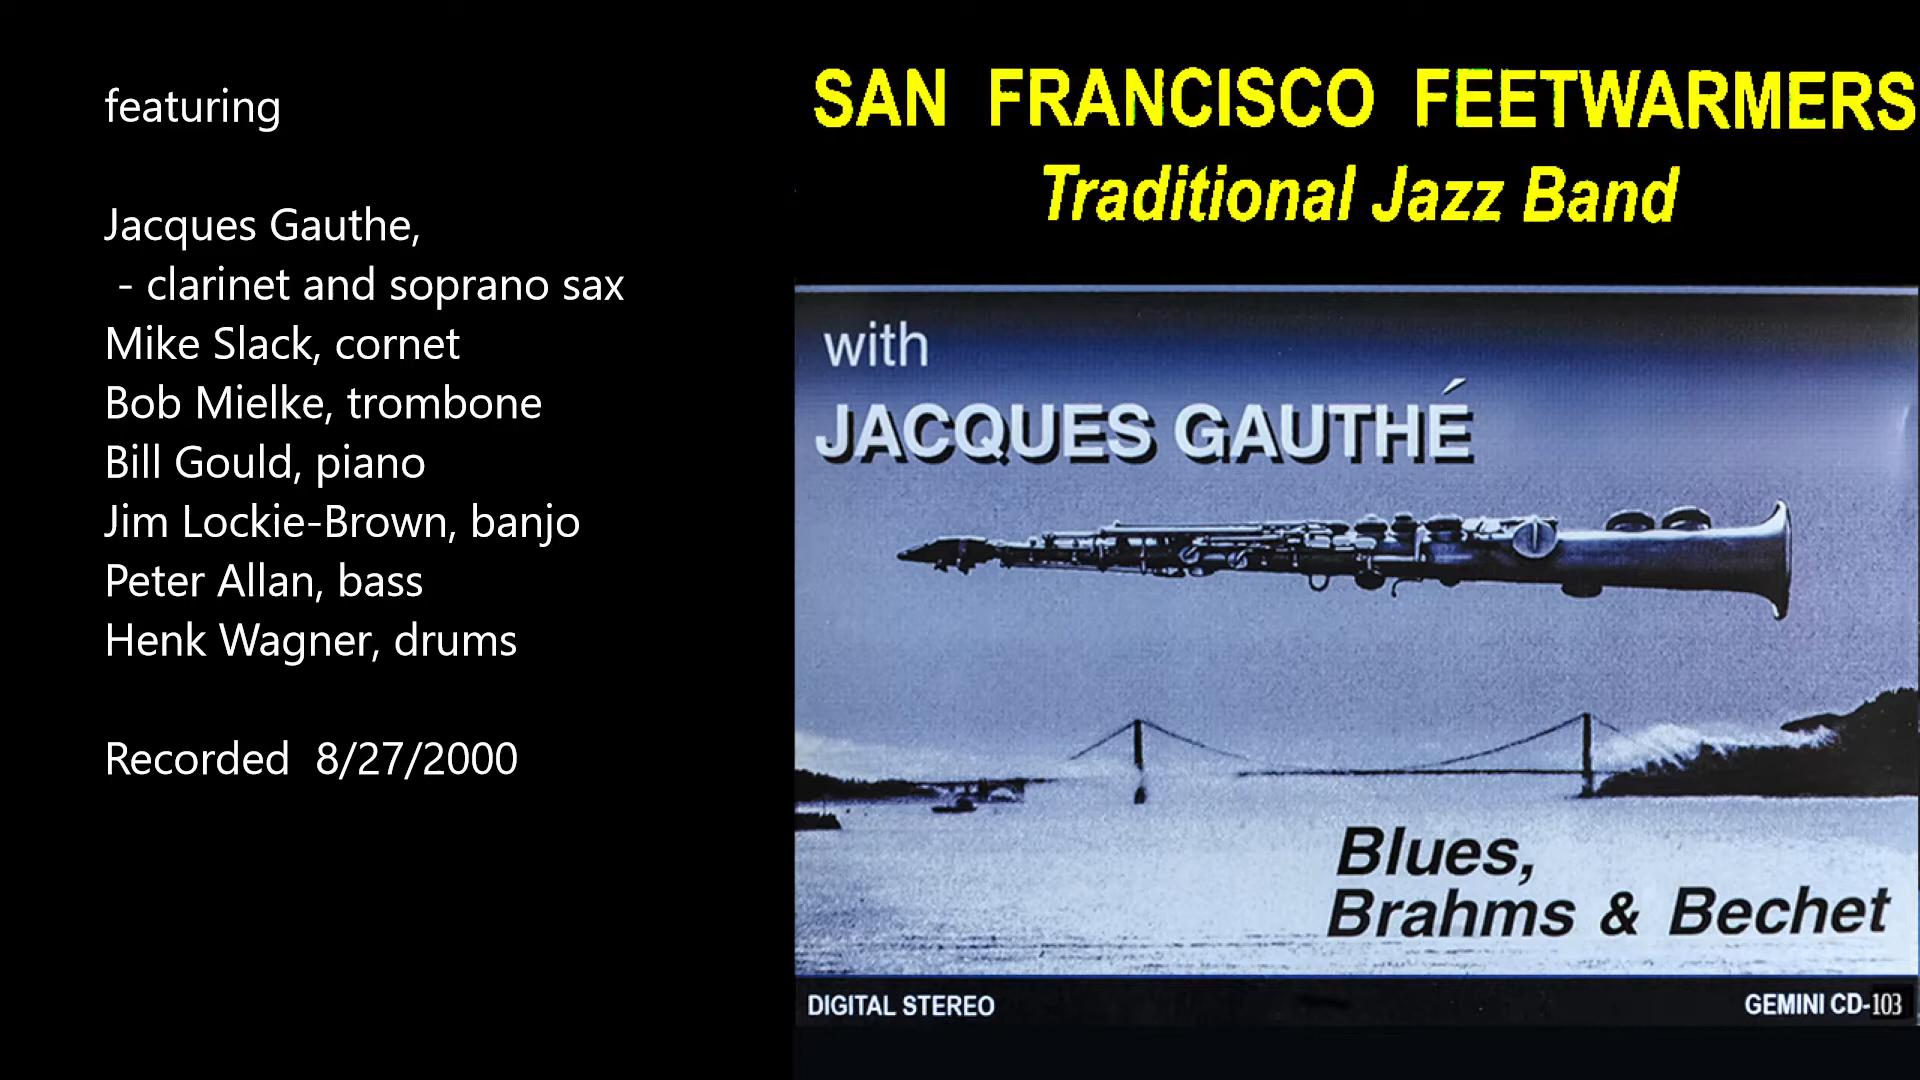 featuring
Jacques Gauthe,
- clarinet and soprano sax
Mike Slack, cornet
Bob Mielke, trombone
Bill Gould, piano
Jim Lockie-Brown, banjo
Peter Allan, bass
Henk Wagner, drums
Recorded 8/27/2000
SAN FRANCISCO FEETWARMERS
Traditional Jazz Band
with
JACQUES GAUTHÉ
Blues,
Brahms & Bechet
DIGITAL STEREO
GEMINI CD-103